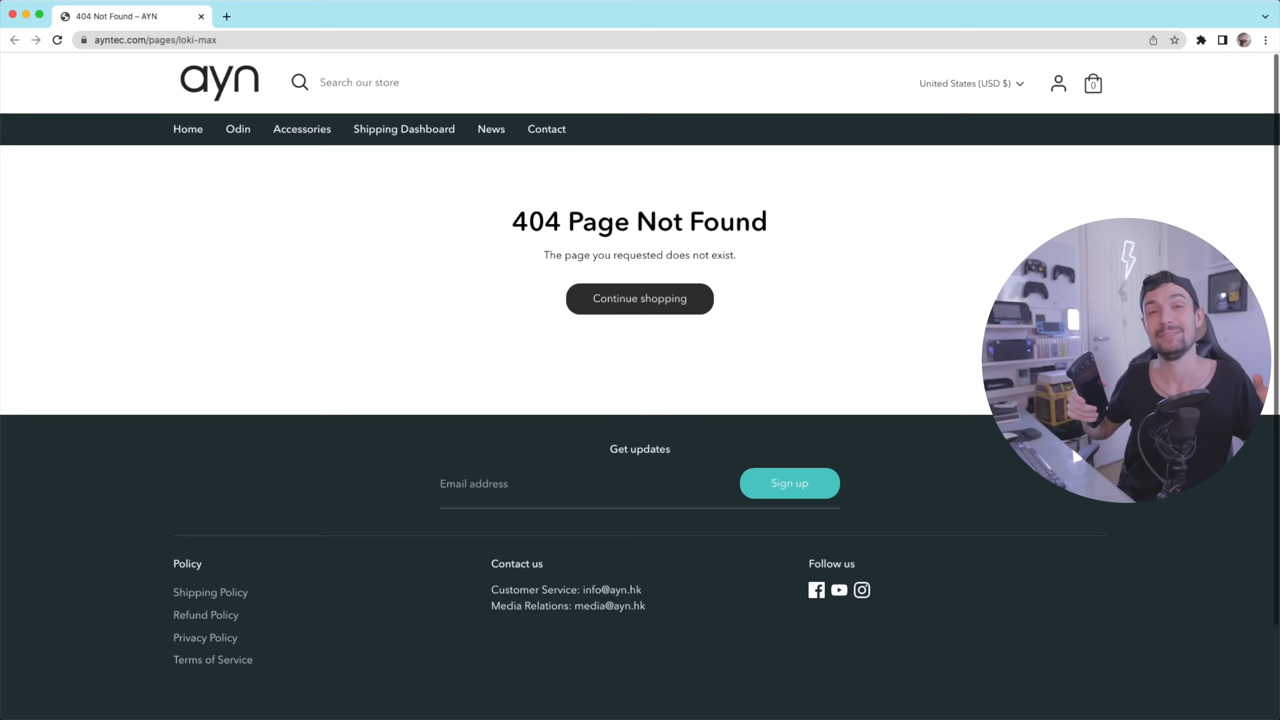 404 Not Found – AYN
ayntec.com/pages/loki-max
ayn
Search our store
United States (USD $)
0
Home
Odin
Accessories
Shipping Dashboard
News
Contact
404 Page Not Found
The page you requested does not exist.
Continue shopping
Get updates
Email address
Sign up
Policy
Shipping Policy
Refund Policy
Privacy Policy
Terms of Service
Contact us
Customer Service: info@ayn.hk
Media Relations: media@ayn.hk
Follow us